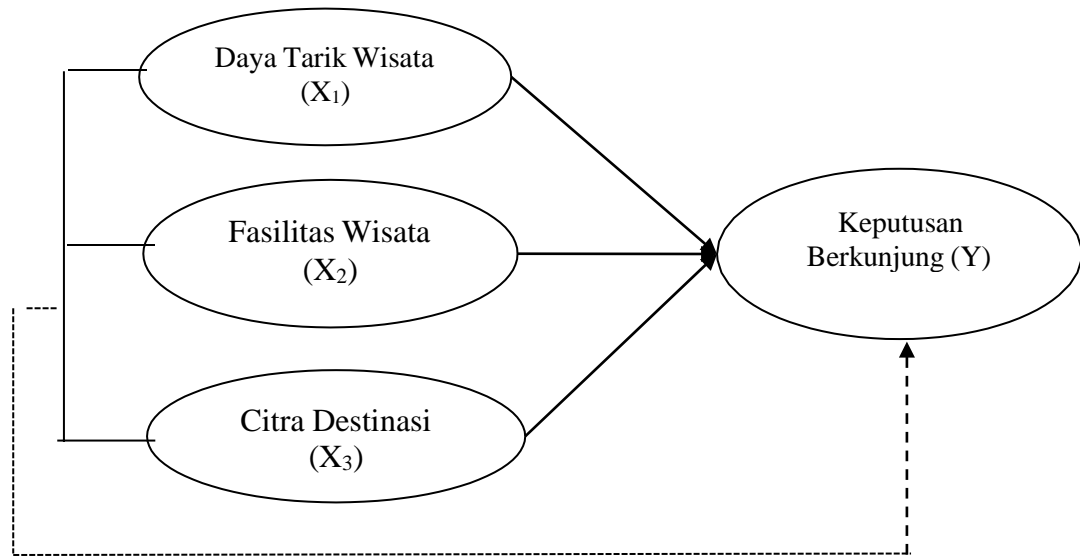 Daya Tarik Wisata
(X₁)
Fasilitas Wisata
(X₂)
Keputusan
Berkunjung (Y)
Citra Destinasi
(X₃)